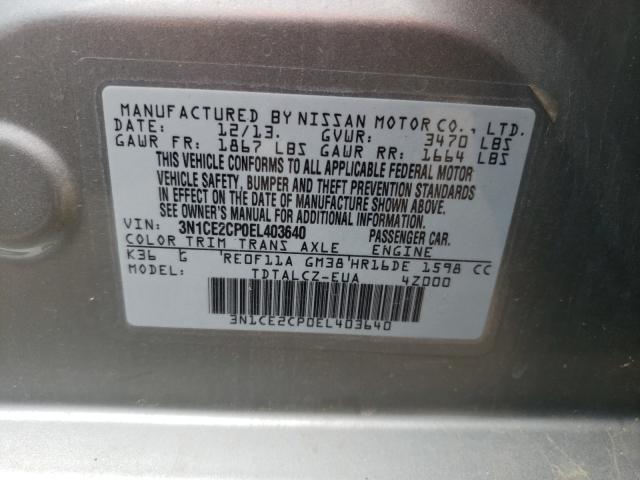 MANUFACTURED BY NISSAN MOTOR CO., LTD.
DATE: 12/13. GVWR: 3470 LBS
GAWR FR: 1867 LBS GAWR RR: 1664 LBS
THIS VEHICLE CONFORMS TO ALL APPLICABLE FEDERAL MOTOR
VEHICLE SAFETY, BUMPER AND THEFT PREVENTION STANDARDS
IN EFFECT ON THE DATE OF MANUFACTURE SHOWN ABOVE.
SEE OWNER'S MANUAL FOR ADDITIONAL INFORMATION.
VIN: 3N1CE2CP0EL403640 PASSENGER CAR.
COLOR TRIM TRANS AXLE ENGINE
K36 G RE0F11A GM38 HR16DE 1598 CC
MODEL: TDTALCZ-EUA 4Z000
3N1CE2CP0EL403640